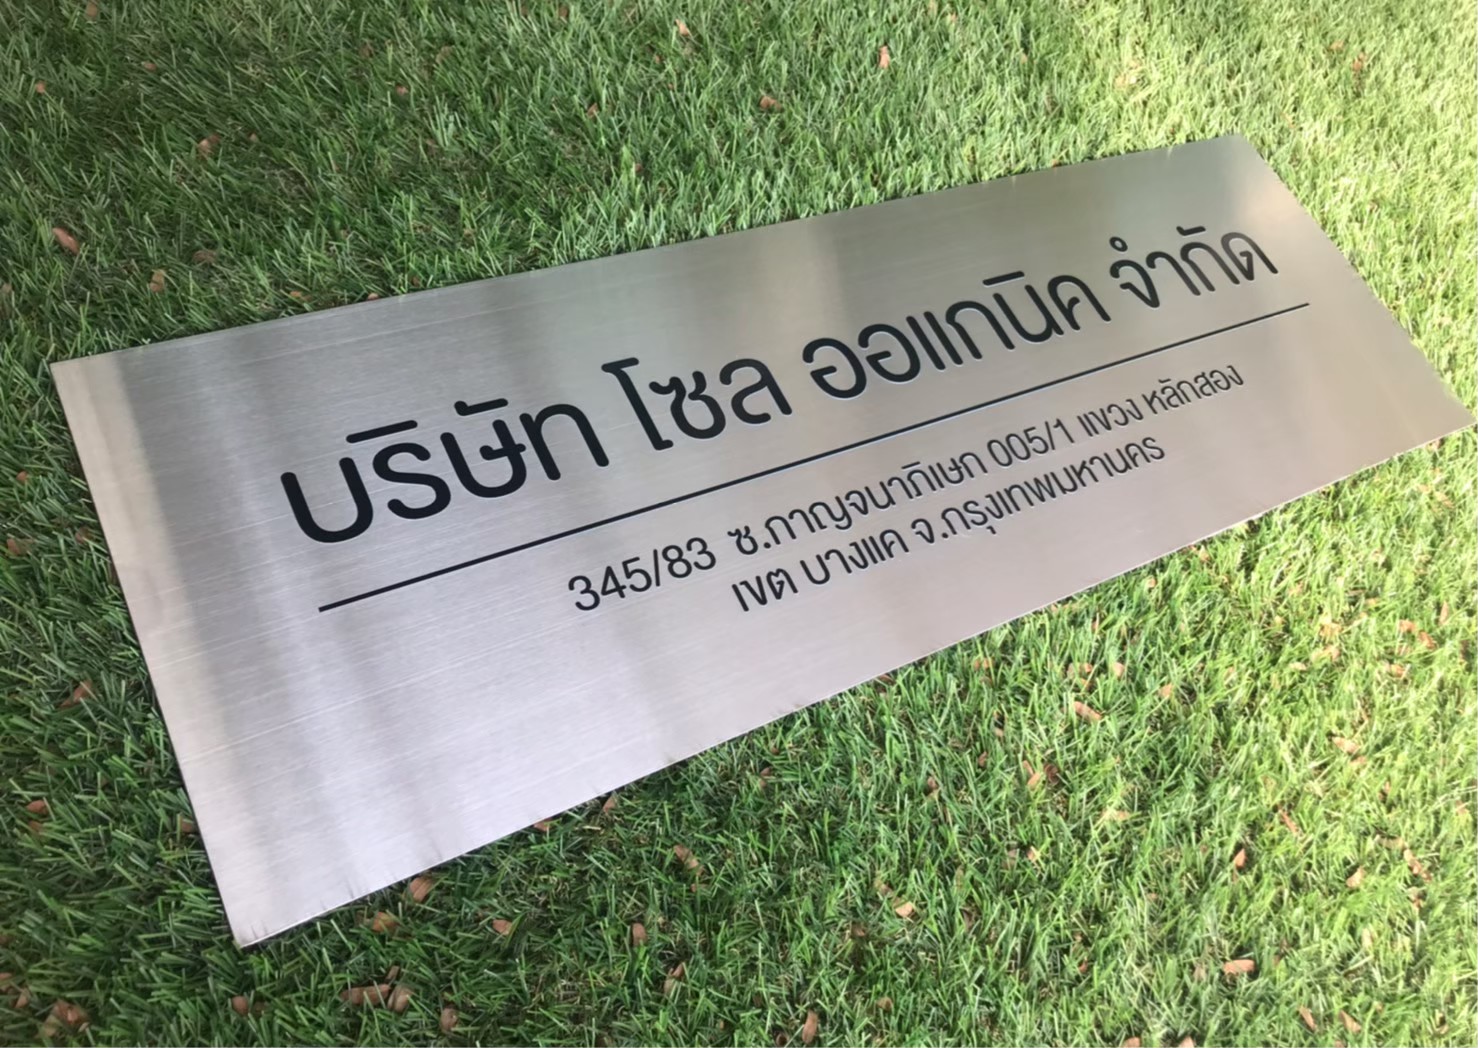 บริษัท โซล ออแกนิค จำกัด
345/83 ซ.กาญจนาภิเษก 005/1 แขวง หลักสอง
เขต บางแค จ.กรุงเทพมหานคร